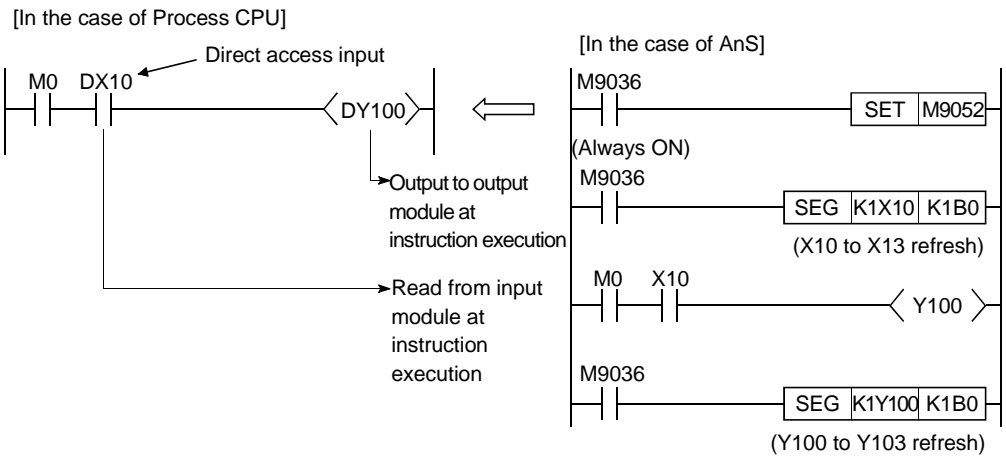 [In the case of Process CPU]
Direct access input
M0 DX10
DY100
Output to output
module at
instruction execution
Read from input
module at
instruction
execution
[In the case of AnS]
M9036
SET M9052
(Always ON)
M9036
SEG K1X10 K1B0
(X10 to X13 refresh)
M0 X10
Y100
M9036
SEG K1Y100 K1B0
(Y100 to Y103 refresh)